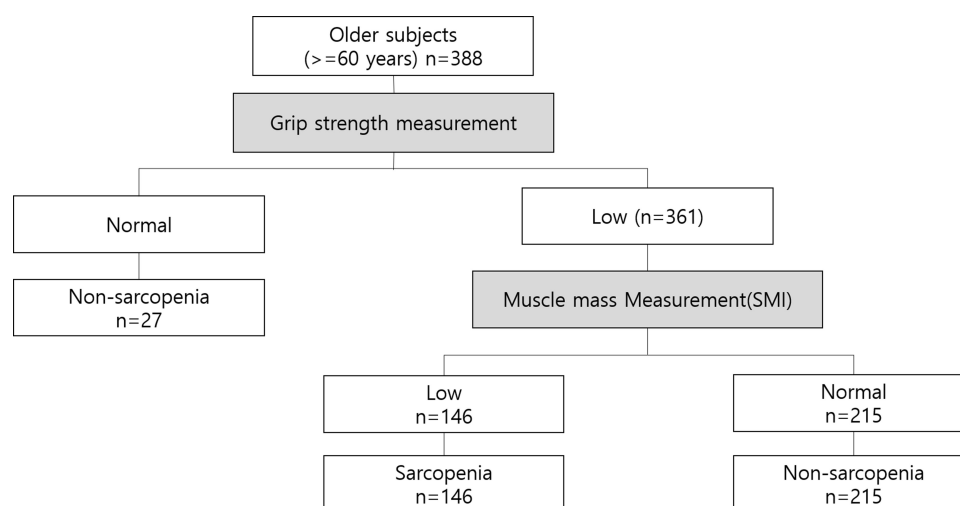 Older subjects
(>=60 years) n=388
Grip strength measurement
Normal
Low (n=361)
Non-sarcopenia
n=27
Muscle mass Measurement(SMI)
Low
n=146
Normal
n=215
Sarcopenia
n=146
Non-sarcopenia
n=215